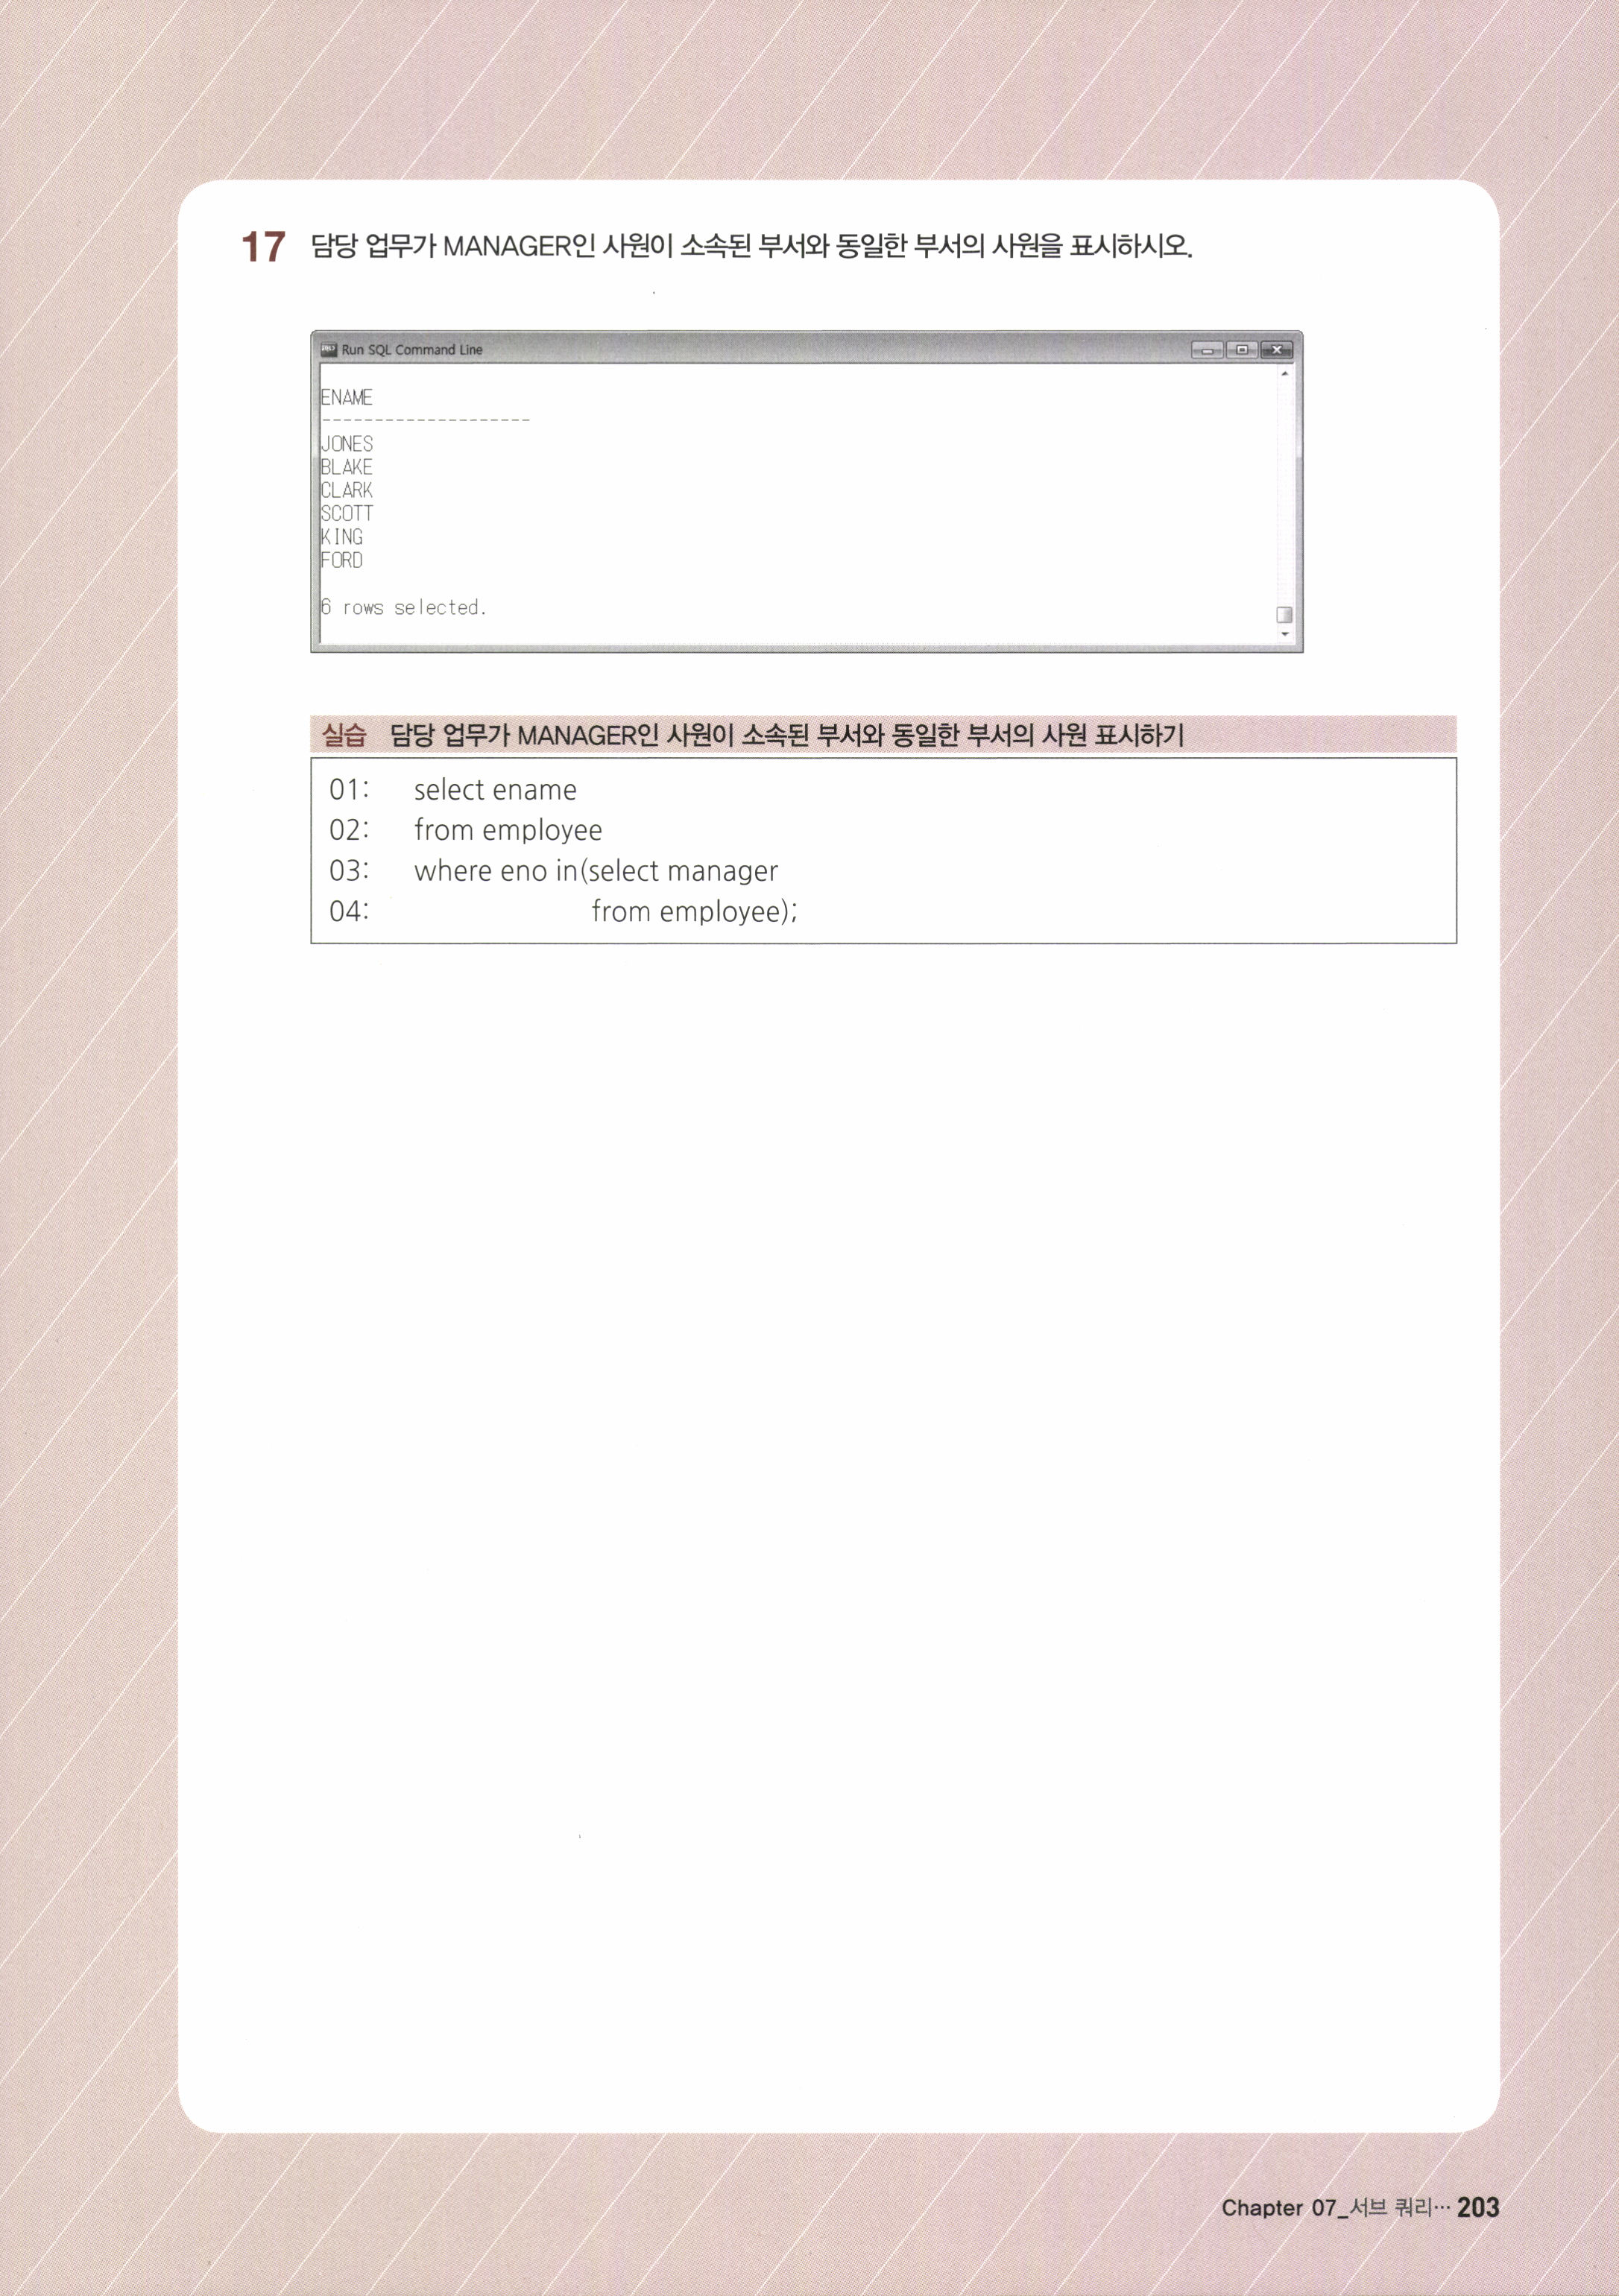 17 담당 업무가 MANAGER인 사원이 소속된 부서와 동일한 부서의 사원을 표시하시오.
Run SQL Command Line
ENAME
--------------------
JONES
BLAKE
CLARK
SCOTT
KING
FORD
6 rows selected.
실습 담당 업무가 MANAGER인 사원이 소속된 부서와 동일한 부서의 사원 표시하기
01: select ename
02: from employee
03: where eno in(select manager
04: from employee);
Chapter 07_서브 쿼리… 203